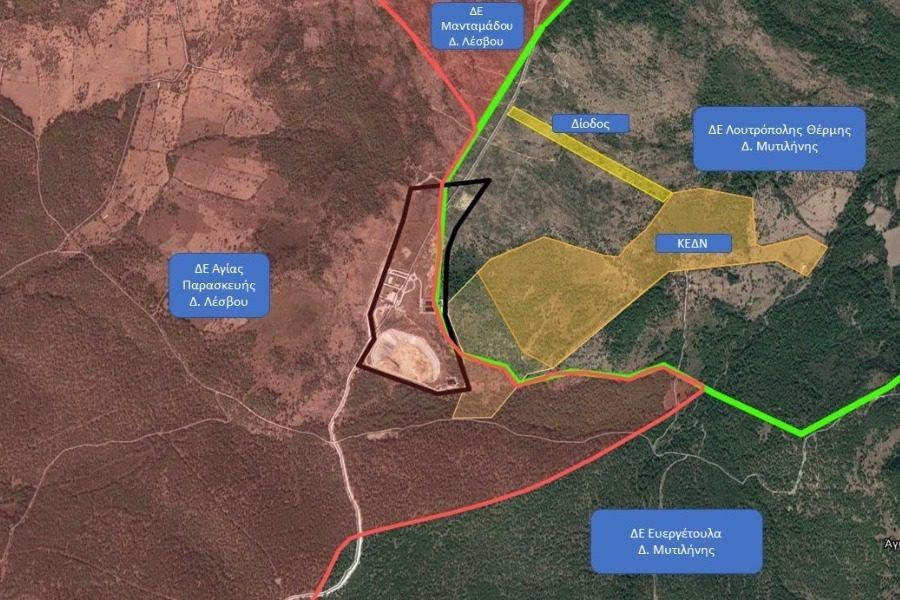 ΔΕ
Μανταμάδου
Δ. Λέσβου
Δίοδος
ΔΕ Λουτρόπολης Θέρμης
Δ. Μυτιλήνης
ΚΕΔΝ
ΔΕ Αγίας
Παρασκευής
Δ. Λέσβου
ΔΕ Ευεργέτουλα
Δ. Μυτιλήνης